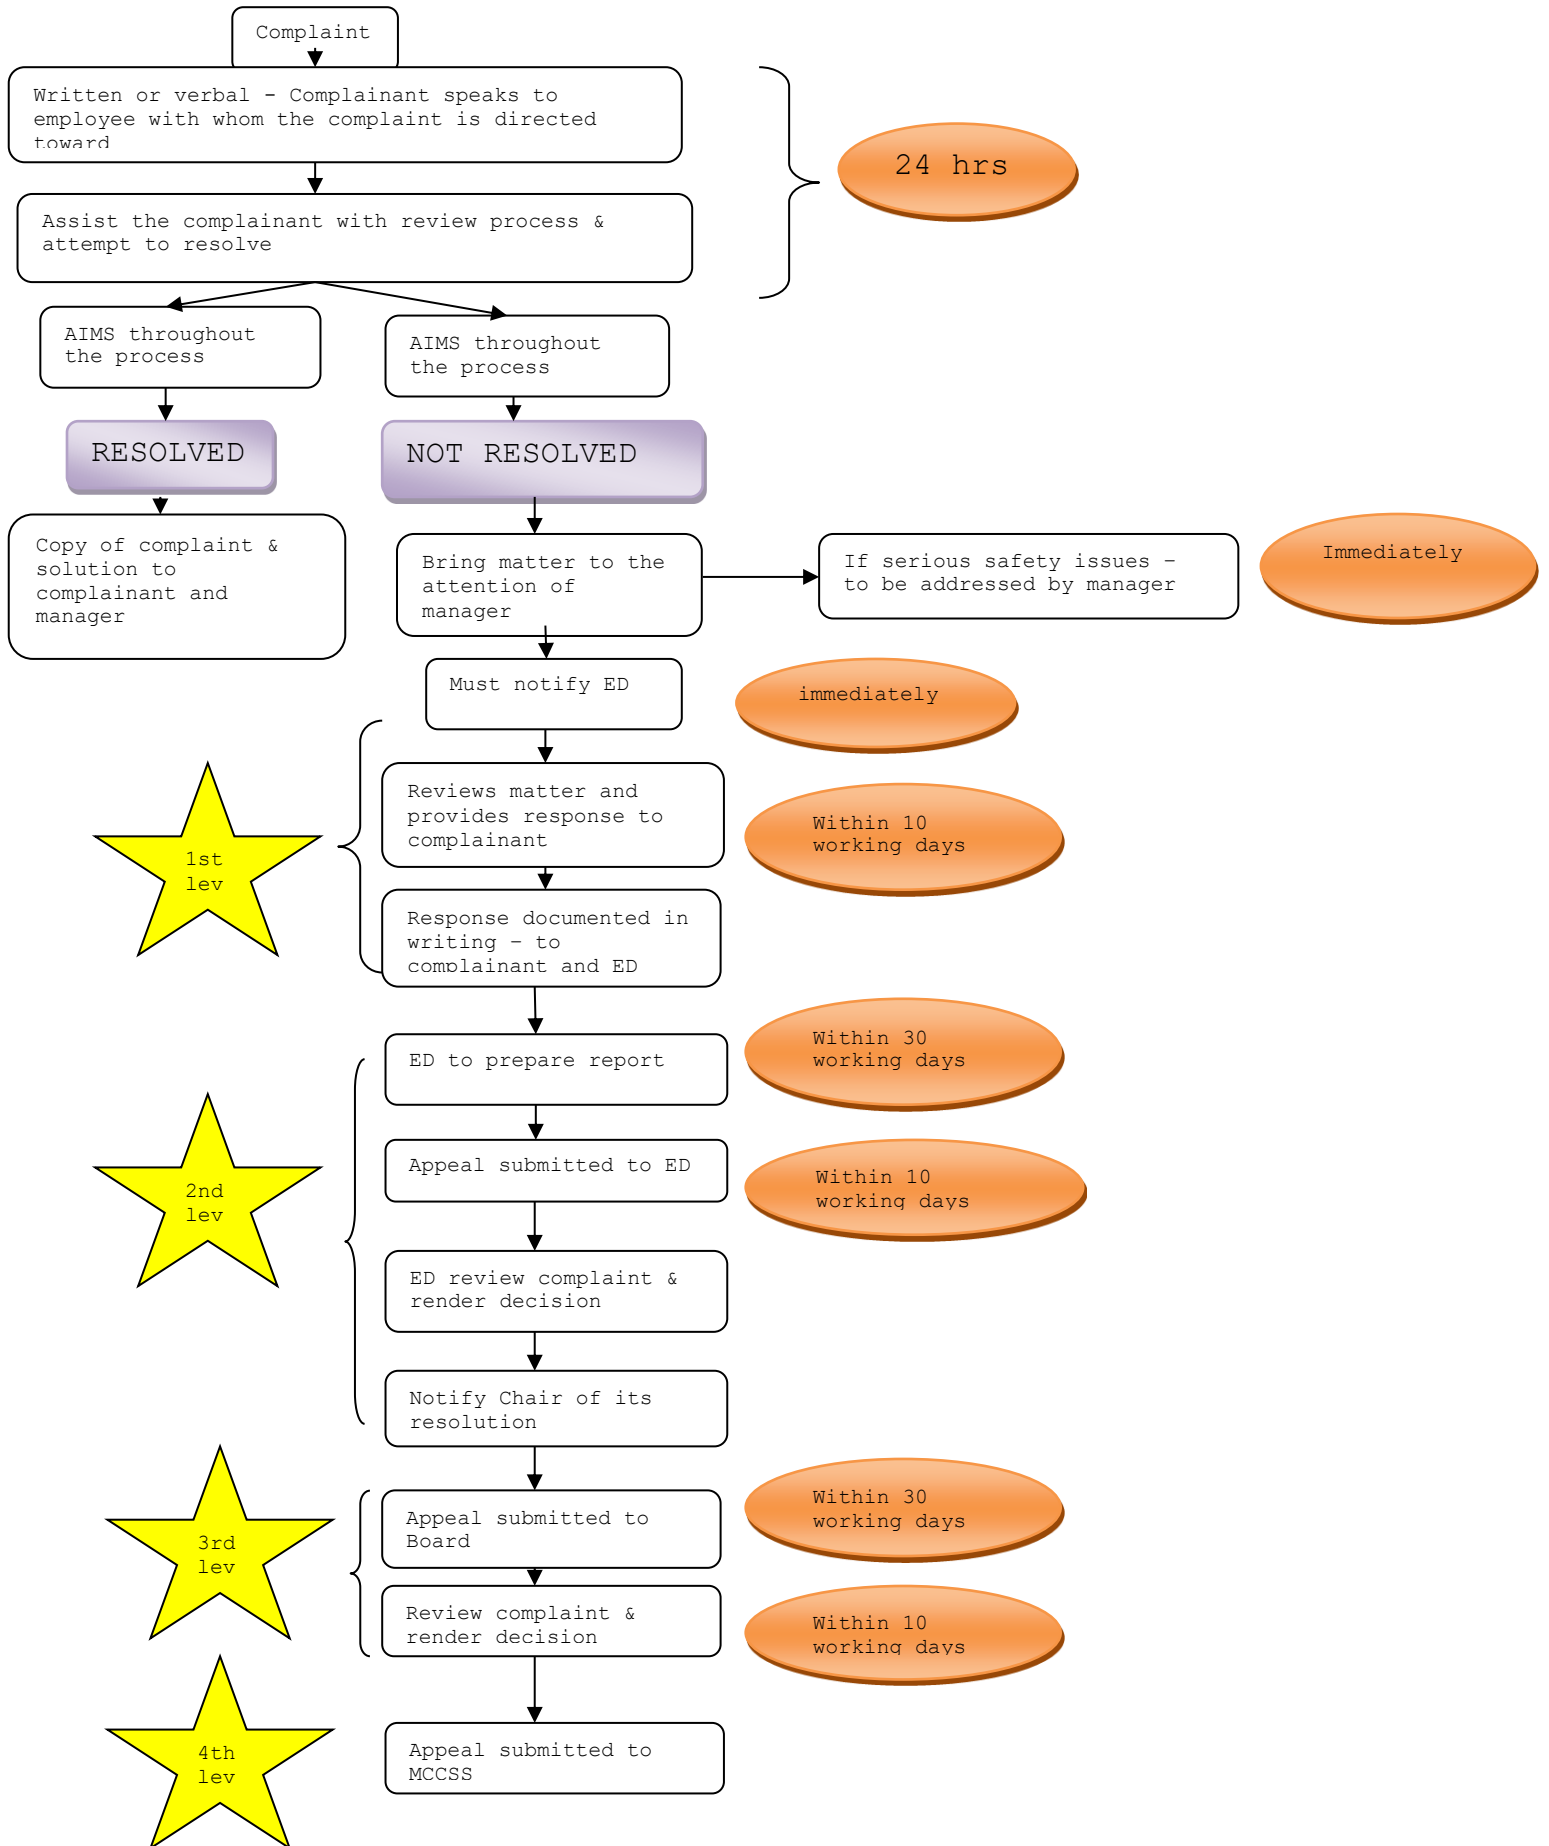 Complaint
Written or verbal - Complainant speaks to
employee with whom the complaint is directed
toward
24 hrs
Assist the complainant with review process &
attempt to resolve
AIMS throughout
the process
AIMS throughout
the process
RESOLVED
NOT RESOLVED
Copy of complaint &
solution to
complainant and
manager
Bring matter to the
attention of
manager
If serious safety issues –
to be addressed by manager
Immediately
Must notify ED
immediately
1st
lev
Reviews matter and
provides response to
complainant
Within 10
working days
Response documented in
writing – to
complainant and ED
2nd
lev
ED to prepare report
Within 30
working days
Appeal submitted to ED
Within 10
working days
ED review complaint &
render decision
Notify Chair of its
resolution
3rd
lev
Appeal submitted to
Board
Within 30
working days
Review complaint &
render decision
Within 10
working days
4th
lev
Appeal submitted to
MCCSS